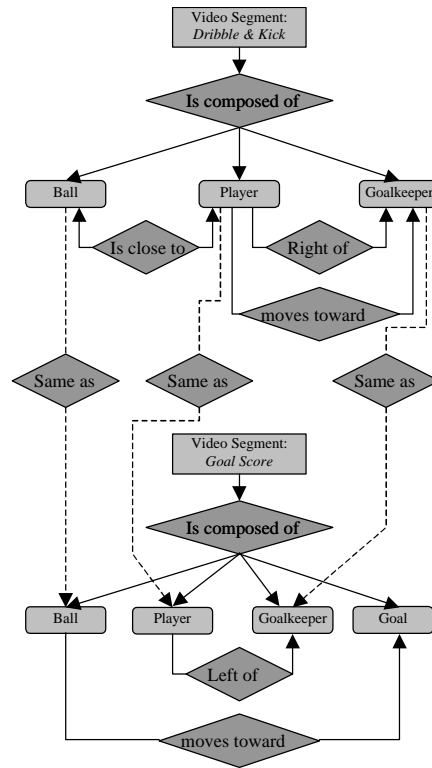 Video Segment:
Dribble & Kick
Is composed of
Ball
Player
Goalkeeper
Is close to
Right of
moves toward
Same as
Same as
Same as
Video Segment:
Goal Score
Is composed of
Ball
Player
Goalkeeper
Goal
Left of
moves toward